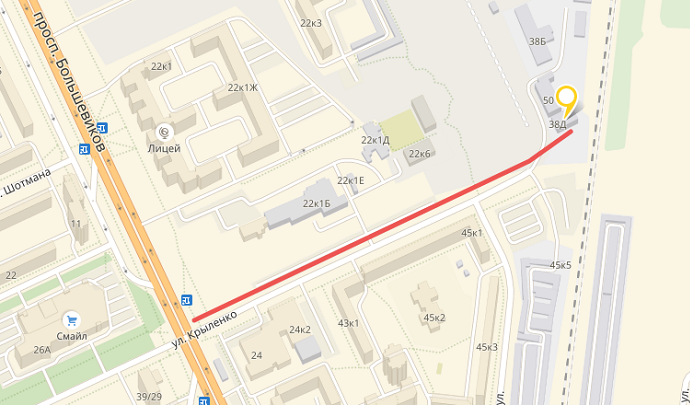 22к3
38Б
просп. Большевиков
22к1
22к1Ж
50
38Д
Лицей
22к1Д
22к6
. Шотмана
22к1Е
22к1Б
11
45к1
22
45к5
ул. Крыленко
Смайл
26А
24к2
43к1
45к2
24
45к3
39/29
ул.
ул.